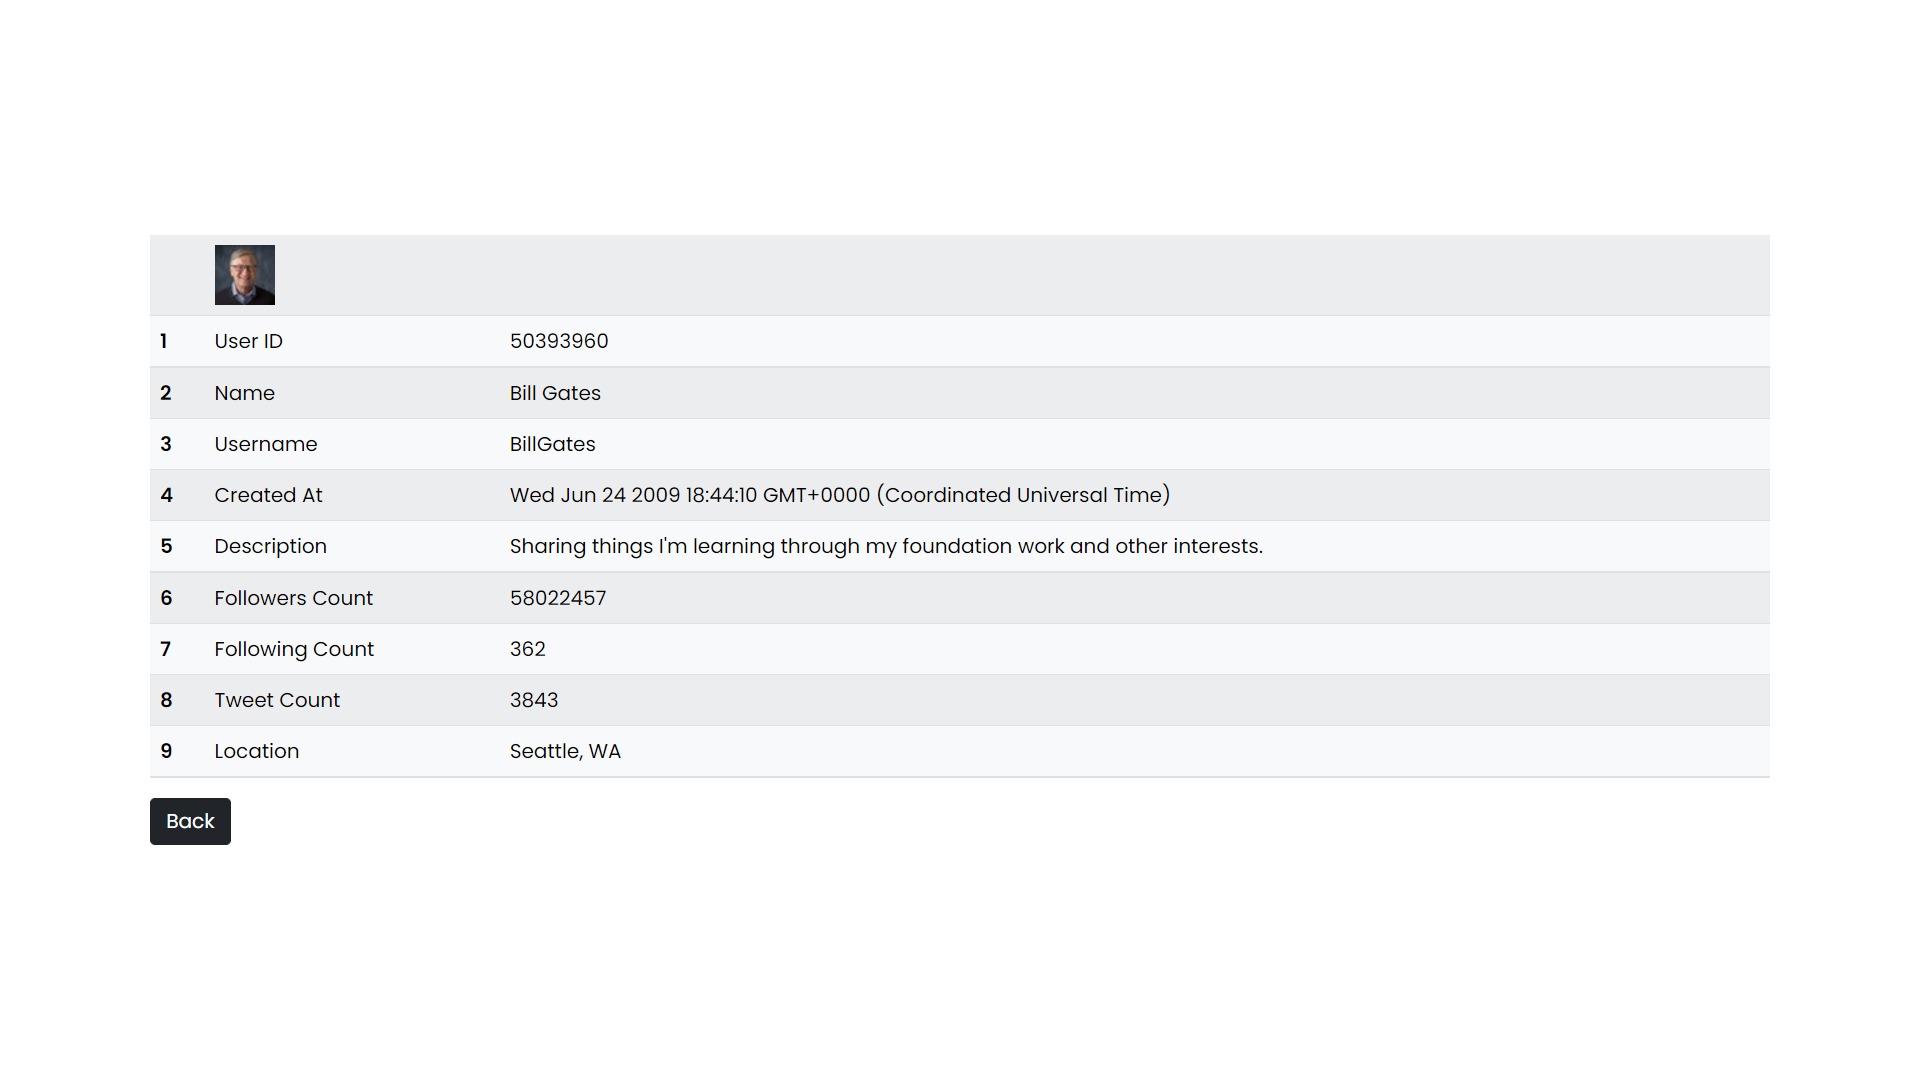 1 User ID 50393960
2 Name Bill Gates
3 Username BillGates
4 Created At Wed Jun 24 2009 18:44:10 GMT+0000 (Coordinated Universal Time)
5 Description Sharing things I'm learning through my foundation work and other interests.
6 Followers Count 58022457
7 Following Count 362
8 Tweet Count 3843
9 Location Seattle, WA
Back